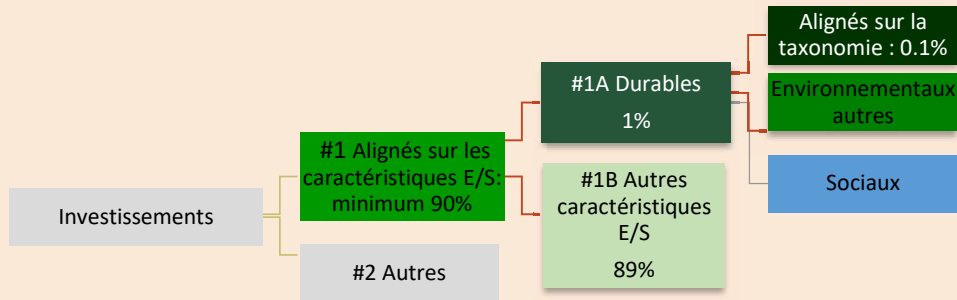 Investissements
#1 Alignés sur les
caractéristiques E/S:
minimum 90%
#2 Autres
#1A Durables
1%
#1B Autres
caractéristiques
E/S
89%
Alignés sur la
taxonomie : 0.1%
Environnementaux
autres
Sociaux